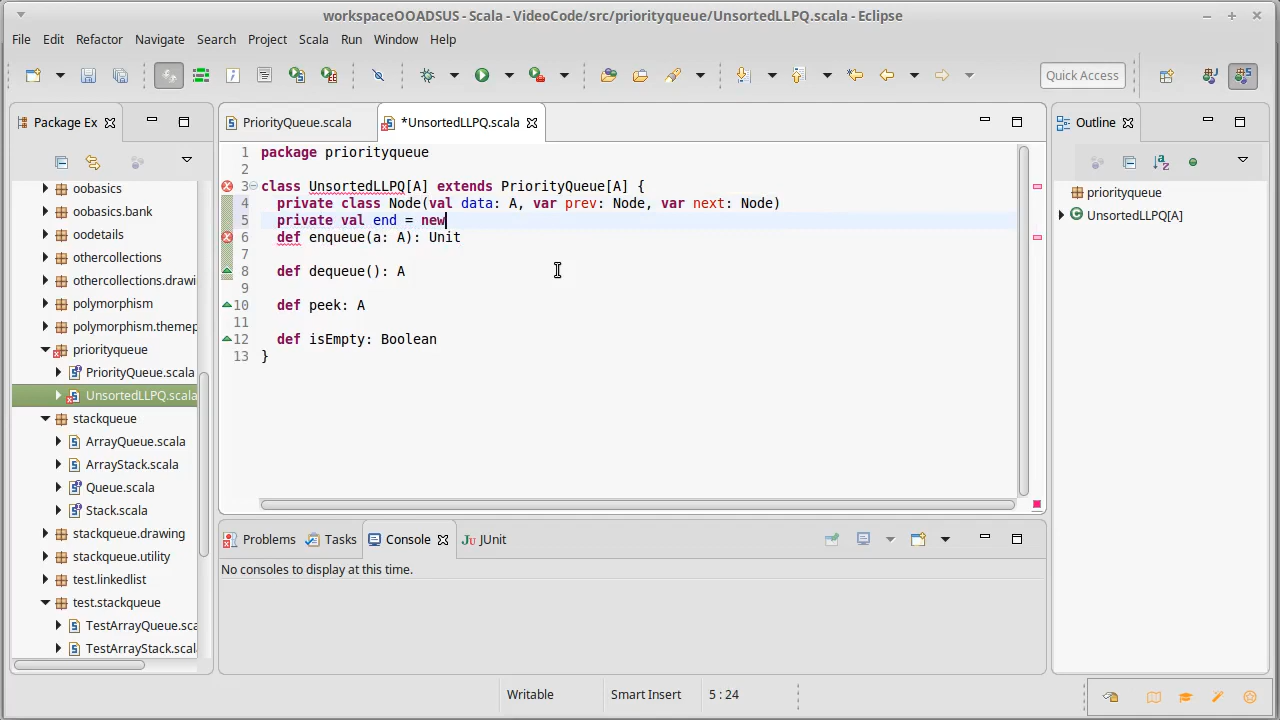 workspaceOOADSUS - Scala - VideoCode/src/priorityqueue/UnsortedLLPQ.scala - Eclipse
File Edit Refactor Navigate Search Project Scala Run Window Help
Quick Access
Package Ex
oobasics
oobasics.bank
oodetails
othercollections
othercollections.drawi
polymorphism
polymorphism.themep
priorityqueue
PriorityQueue.scala
UnsortedLLPQ.scala
stackqueue
ArrayQueue.scala
ArrayStack.scala
Queue.scala
Stack.scala
stackqueue.drawing
stackqueue.utility
test.linkedlist
test.stackqueue
TestArrayQueue.sca
TestArrayStack.scal
PriorityQueue.scala *UnsortedLLPQ.scala
1 package priorityqueue
2
3 class UnsortedLLPQ[A] extends PriorityQueue[A] {
4 private class Node(val data: A, var prev: Node, var next: Node)
5 private val end = new
6 def enqueue(a: A): Unit
7
8 def dequeue(): A
9
10 def peek: A
11
12 def isEmpty: Boolean
13 }
Problems Tasks Console JUnit
No consoles to display at this time.
Outline
priorityqueue
UnsortedLLPQ[A]
Writable Smart Insert 5 : 24